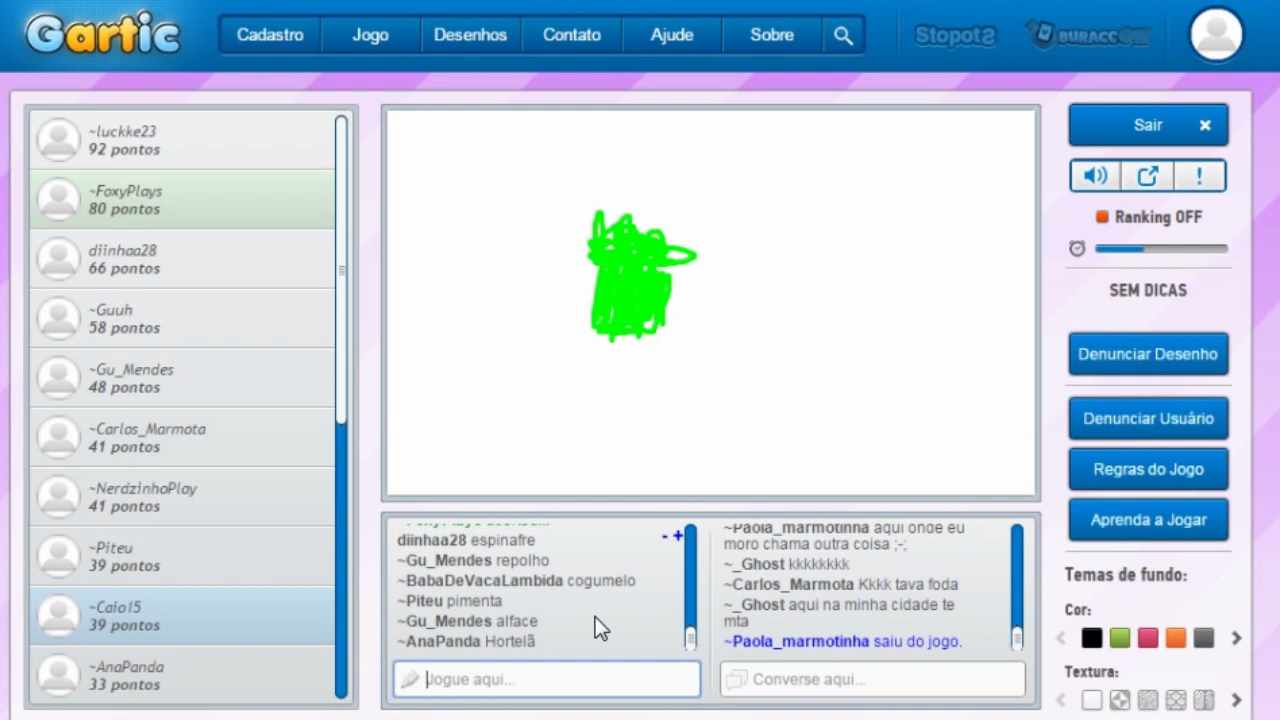 Gartic
Cadastro
Jogo
Desenhos
Contato
Ajude
Sobre
Stopots
~luckke23
92 pontos
~FoxyPlays
80 pontos
diinhaa28
66 pontos
~Guuh
58 pontos
~Gu_Mendes
48 pontos
~Carlos_Marmota
41 pontos
~NerdzinhoPlay
41 pontos
~Piteu
39 pontos
~Caio15
39 pontos
~AnaPanda
33 pontos
diinhaa28 espinafre
- +
~Gu_Mendes repolho
~BabaDeVacaLambida cogumelo
~Piteu pimenta
~Gu_Mendes alface
~AnaPanda Hortelã
Jogue aqui...
~Paola_marmotinha aqui onde eu
moro chama outra coisa ;-;
~_Ghost kkkkkkkk
~Carlos_Marmota Kkkk tava foda
~_Ghost aqui na minha cidade te
mta
~Paola_marmotinha saiu do jogo.
Converse aqui...
Sair ×
!
Ranking OFF
SEM DICAS
Denunciar Desenho
Denunciar Usuário
Regras do Jogo
Aprenda a Jogar
Temas de fundo:
Cor:
Textura: